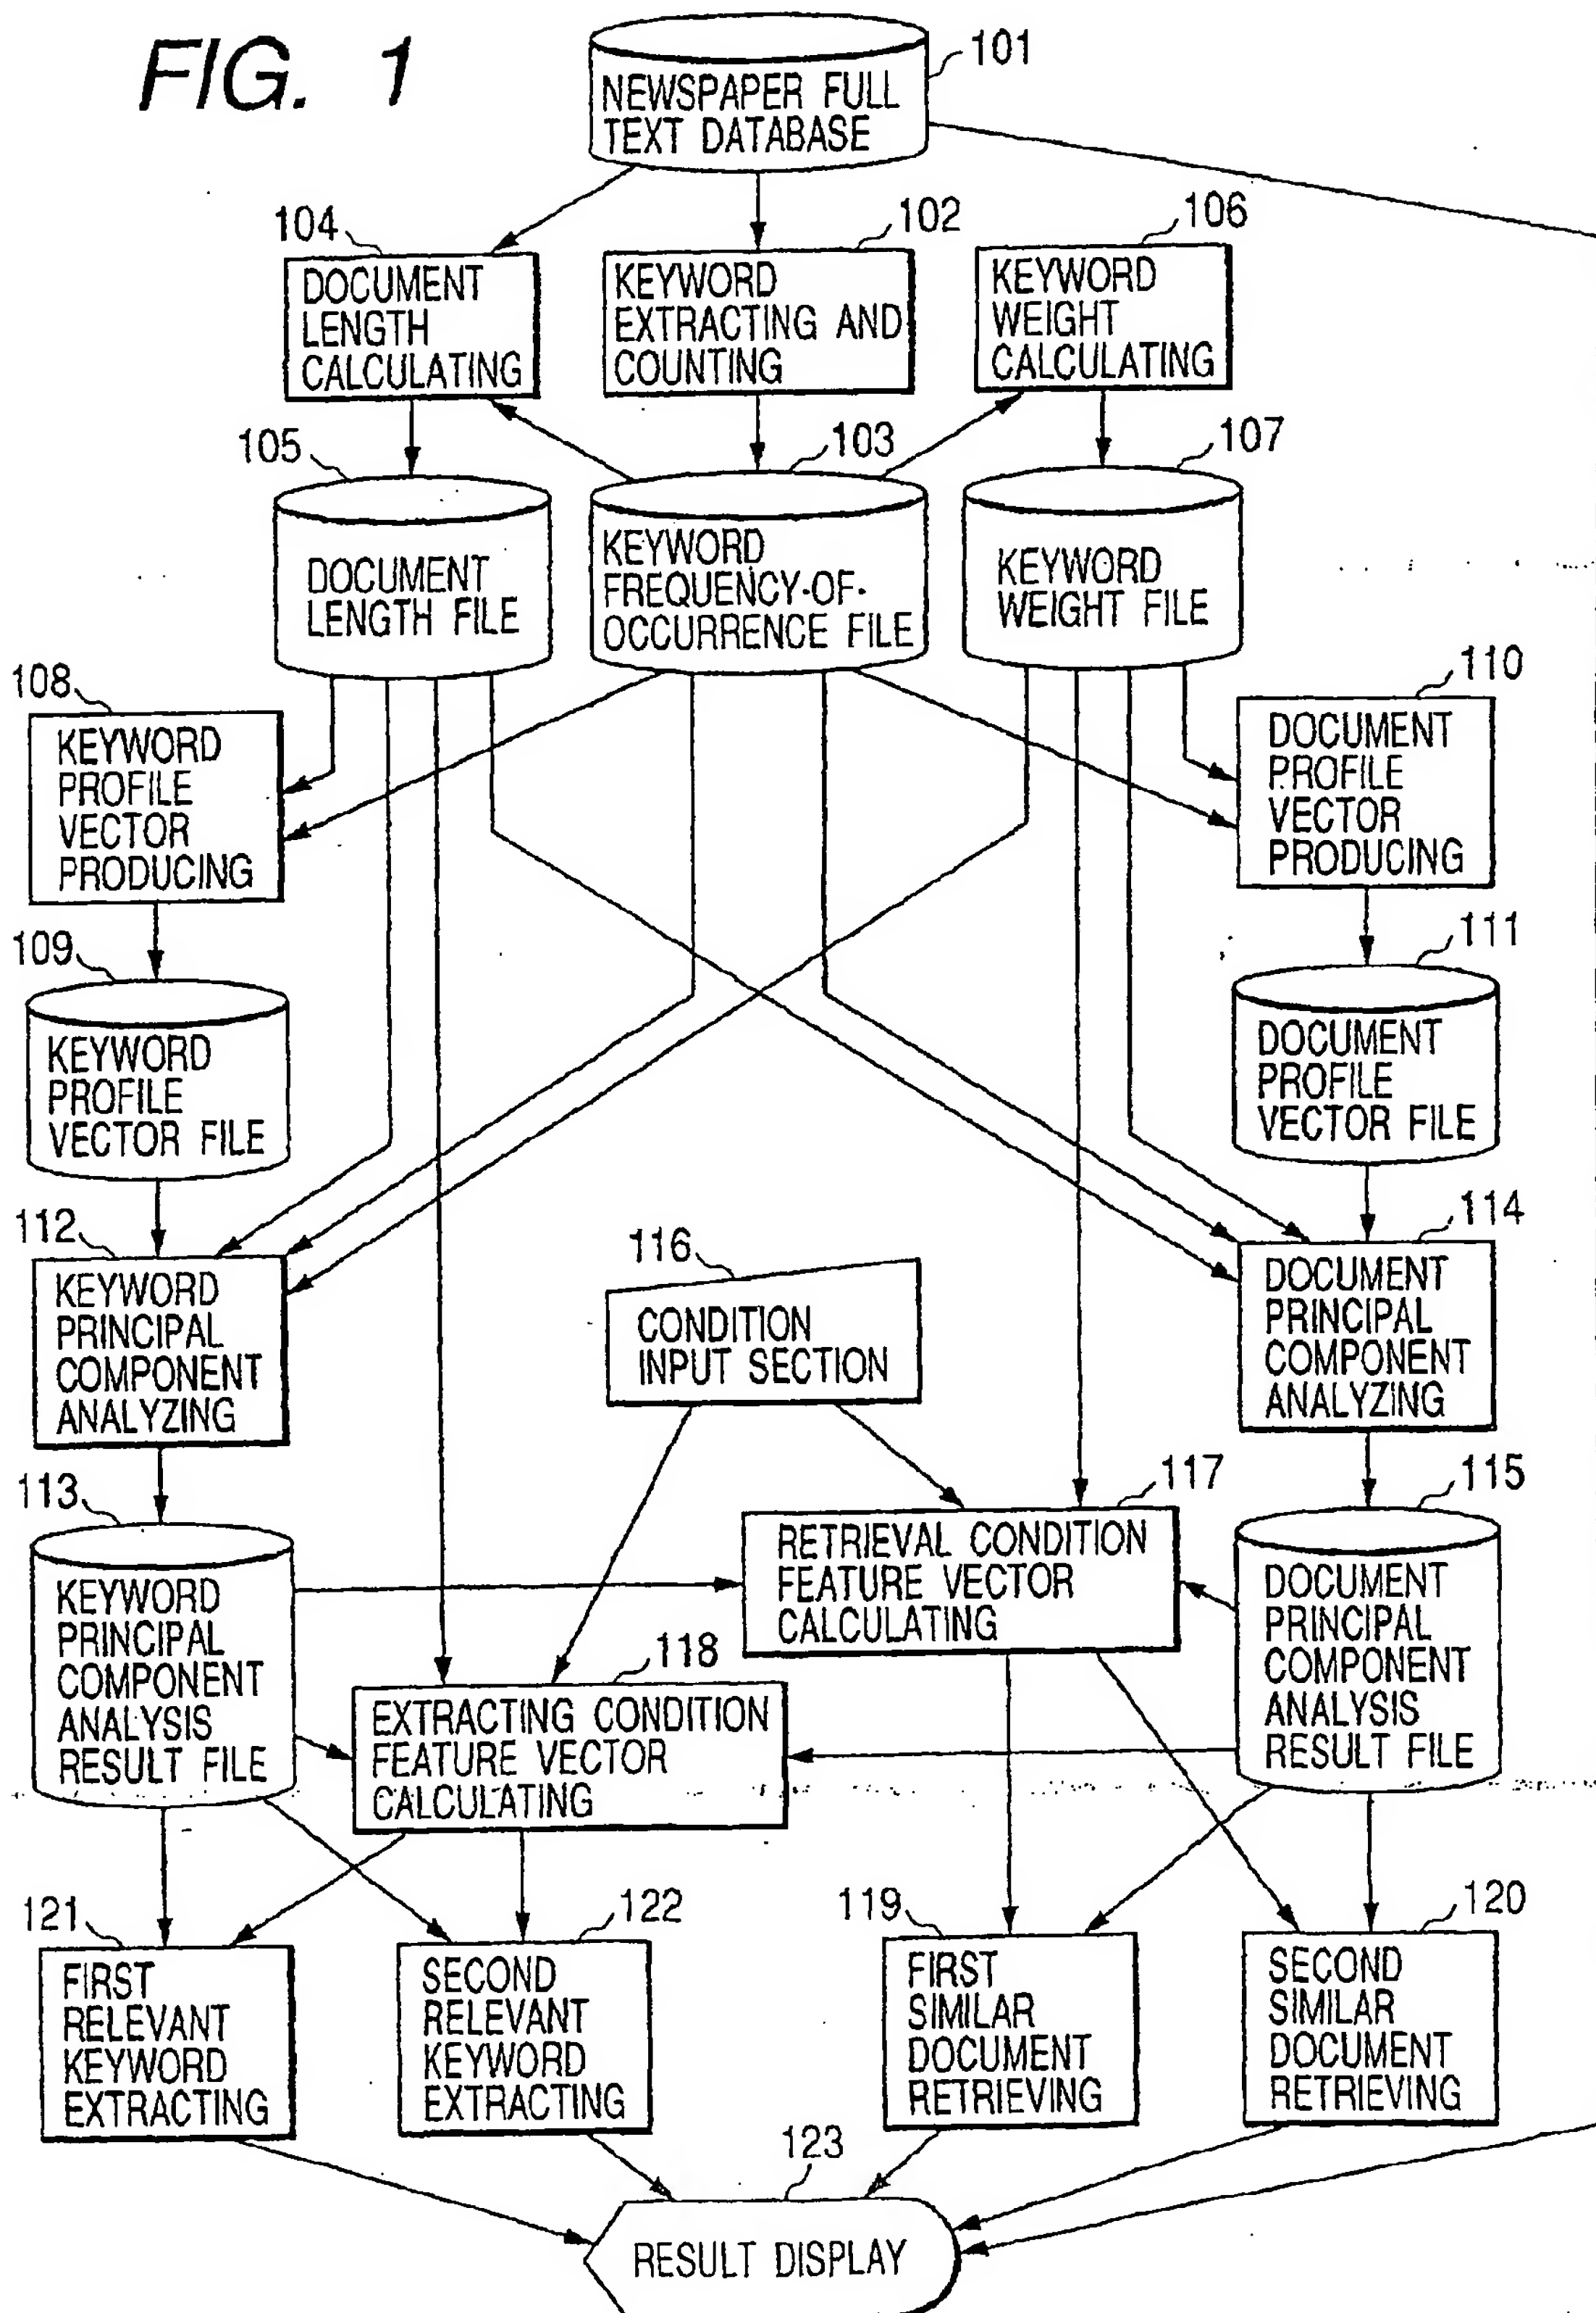 FIG. 1
101
NEWSPAPER FULL
TEXT DATABASE
104
DOCUMENT
LENGTH
CALCULATING
102
KEYWORD
EXTRACTING AND
COUNTING
106
KEYWORD
WEIGHT
CALCULATING
105
DOCUMENT
LENGTH FILE
103
KEYWORD
FREQUENCY-OF-
OCCURRENCE FILE
107
KEYWORD
WEIGHT FILE
108
KEYWORD
PROFILE
VECTOR
PRODUCING
110
DOCUMENT
PROFILE
VECTOR
PRODUCING
109
KEYWORD
PROFILE
VECTOR FILE
111
DOCUMENT
PROFILE
VECTOR FILE
112
KEYWORD
PRINCIPAL
COMPONENT
ANALYZING
116
CONDITION
INPUT SECTION
114
DOCUMENT
PRINCIPAL
COMPONENT
ANALYZING
113
KEYWORD
PRINCIPAL
COMPONENT
ANALYSIS
RESULT FILE
117
RETRIEVAL CONDITION
FEATURE VECTOR
CALCULATING
115
DOCUMENT
PRINCIPAL
COMPONENT
ANALYSIS
RESULT FILE
118
EXTRACTING CONDITION
FEATURE VECTOR
CALCULATING
121
FIRST
RELEVANT
KEYWORD
EXTRACTING
122
SECOND
RELEVANT
KEYWORD
EXTRACTING
119
FIRST
SIMILAR
DOCUMENT
RETRIEVING
120
SECOND
SIMILAR
DOCUMENT
RETRIEVING
123
RESULT DISPLAY